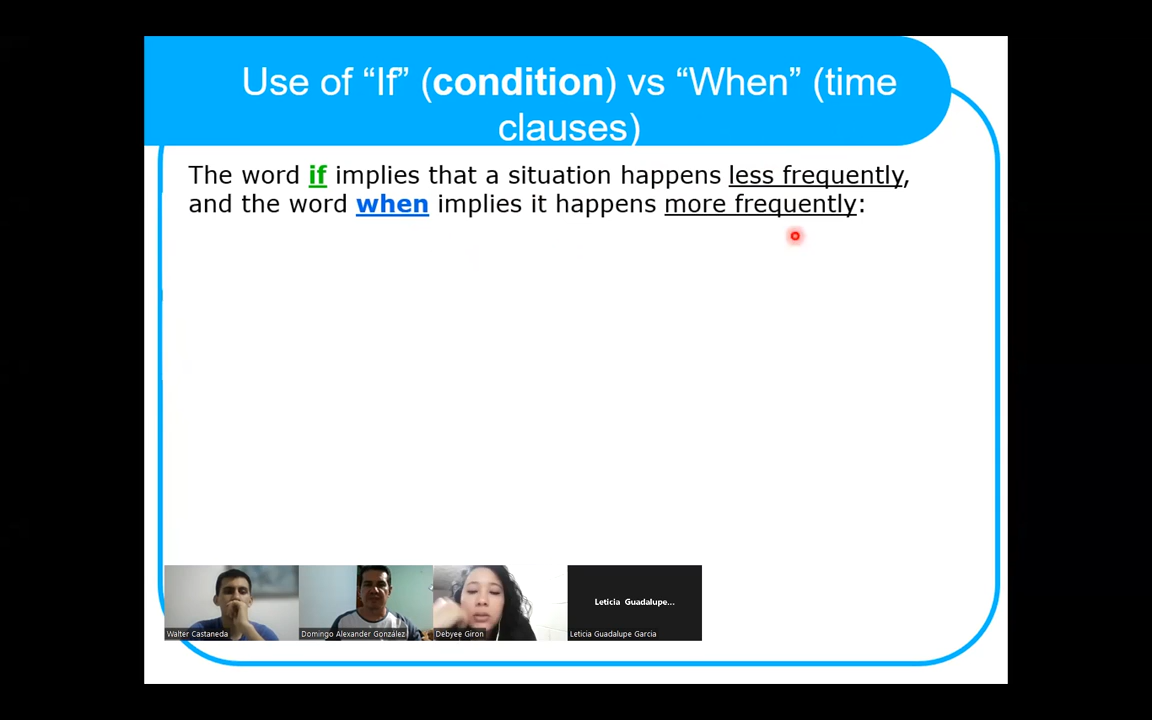 Use of “If” (condition) vs “When” (time
clauses)
The word if implies that a situation happens less frequently,
and the word when implies it happens more frequently:
Leticia Guadalupe...
Walter Castaneda
Domingo Alexander González
Debyee Giron
Leticia Guadalupe Garcia